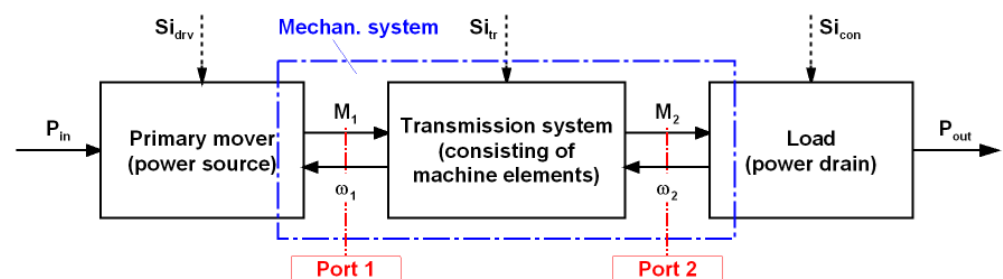 Si_drv
Mechan. system
Si_tr
Si_con
P_in
Primary mover
(power source)
M_1
ω_1
Transmission system
(consisting of
machine elements)
M_2
ω_2
Load
(power drain)
P_out
Port 1
Port 2